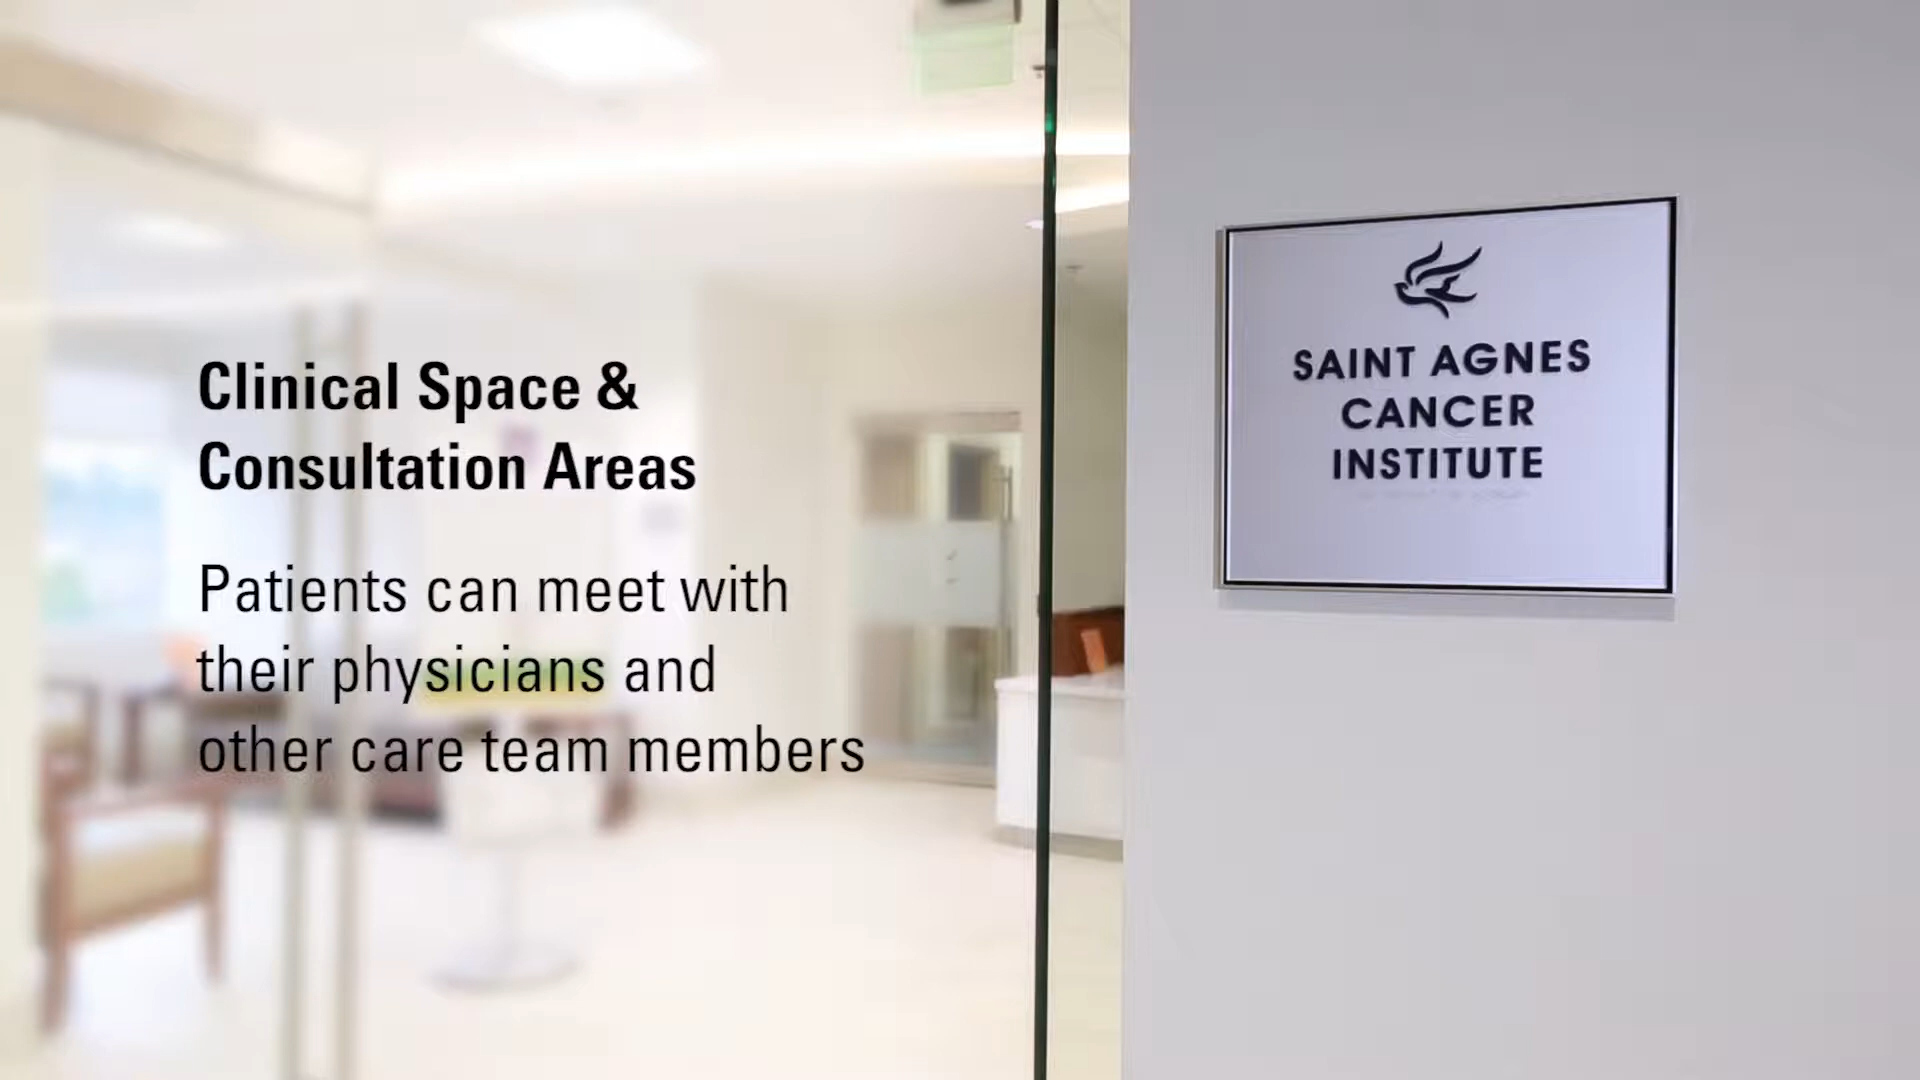 Clinical Space &
Consultation Areas
Patients can meet with
their physicians and
other care team members
SAINT AGNES
CANCER
INSTITUTE